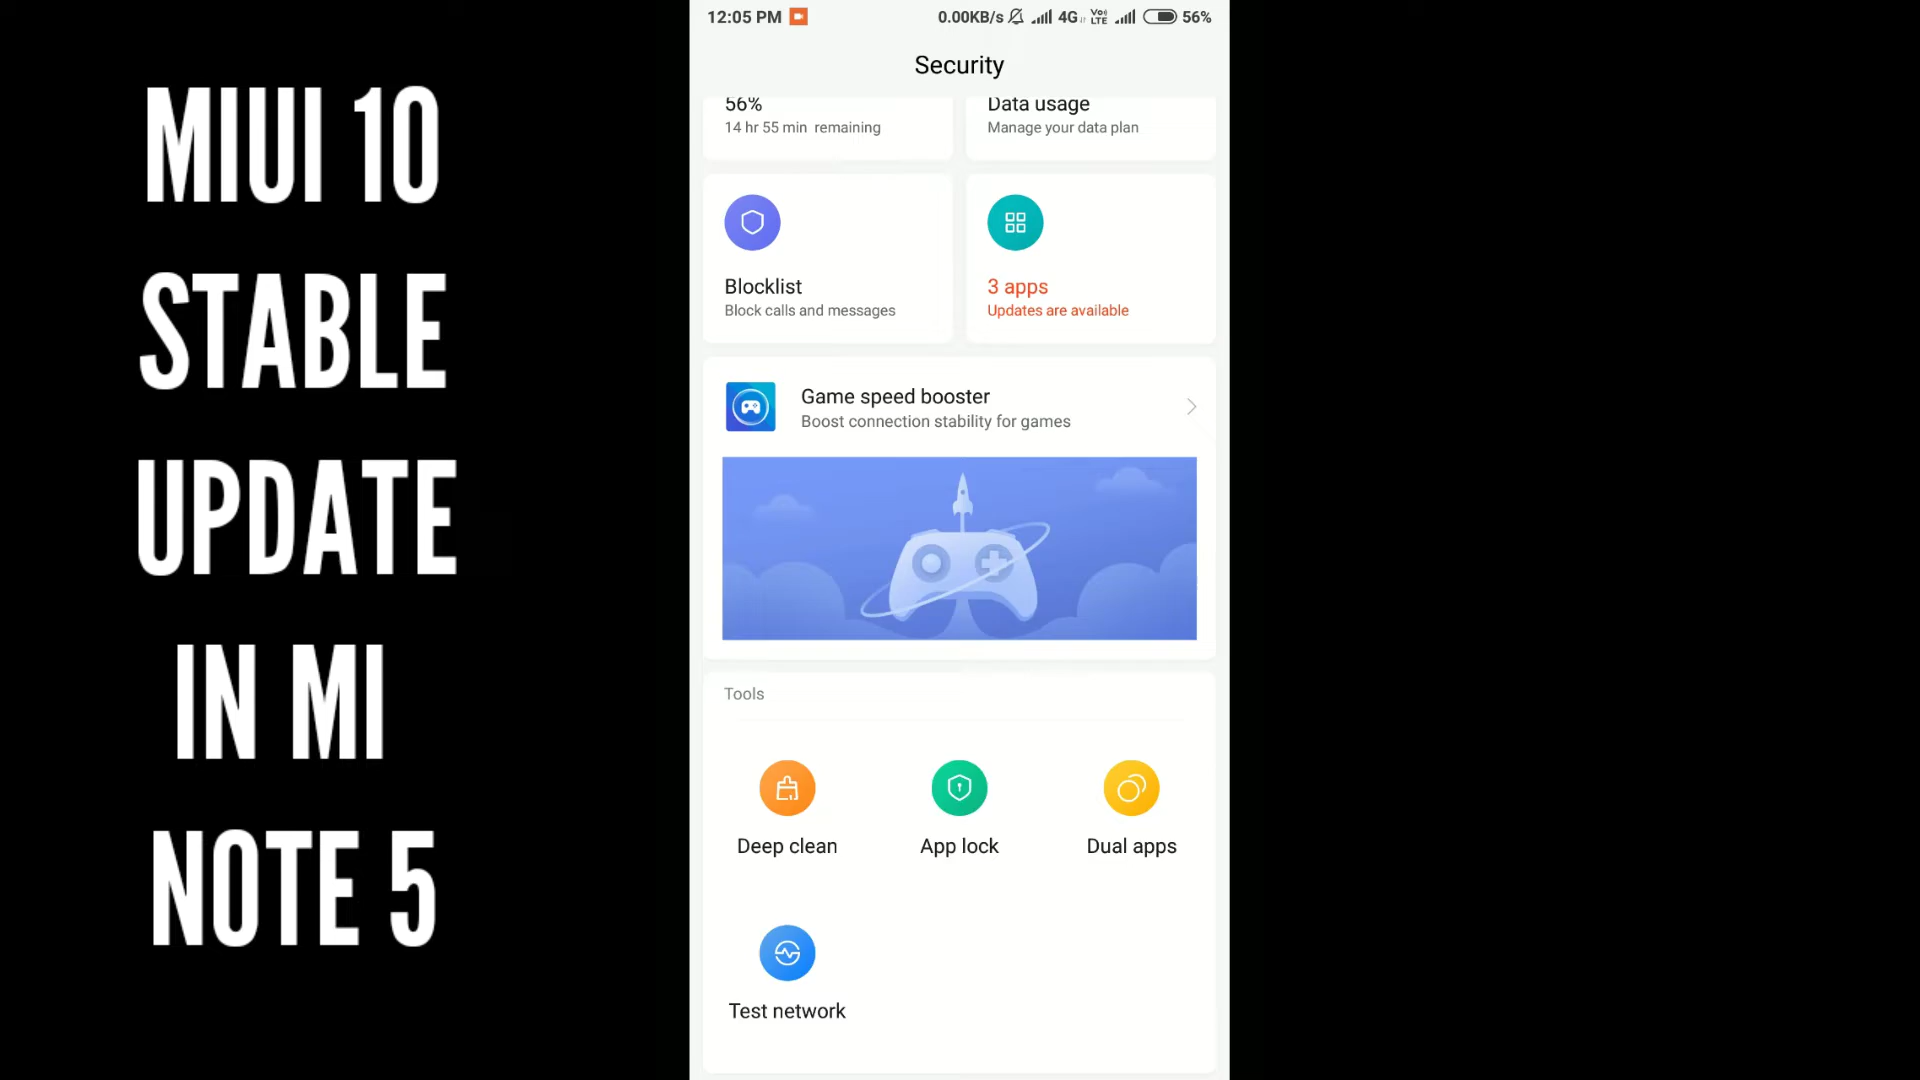 MIUI 10
STABLE
UPDATE
IN MI
NOTE 5
12:05 PM 0.00KB/s 4G Vo LTE 56%
Security
56%
14 hr 55 min remaining
Data usage
Manage your data plan
Blocklist
Block calls and messages
3 apps
Updates are available
Game speed booster
Boost connection stability for games
Tools
Deep clean
App lock
Dual apps
Test network